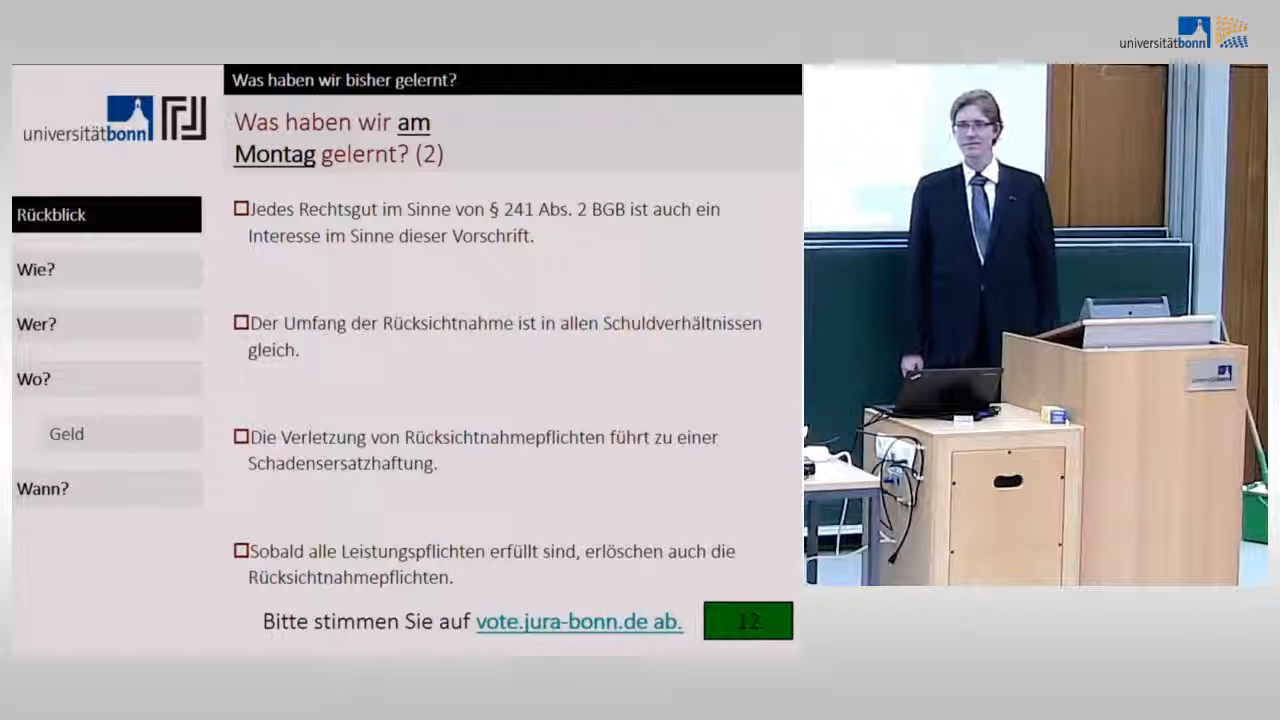 universitätbonn
Was haben wir bisher gelernt?
universitätbonn
Was haben wir am
Montag gelernt? (2)
Rückblick
Wie?
Wer?
Wo?
Geld
Wann?
Jedes Rechtsgut im Sinne von § 241 Abs. 2 BGB ist auch ein
Interesse im Sinne dieser Vorschrift.
Der Umfang der Rücksichtnahme ist in allen Schuldverhältnissen
gleich.
Die Verletzung von Rücksichtnahmepflichten führt zu einer
Schadensersatzhaftung.
Sobald alle Leistungspflichten erfüllt sind, erlöschen auch die
Rücksichtnahmepflichten.
Bitte stimmen Sie auf vote.jura-bonn.de ab.
12